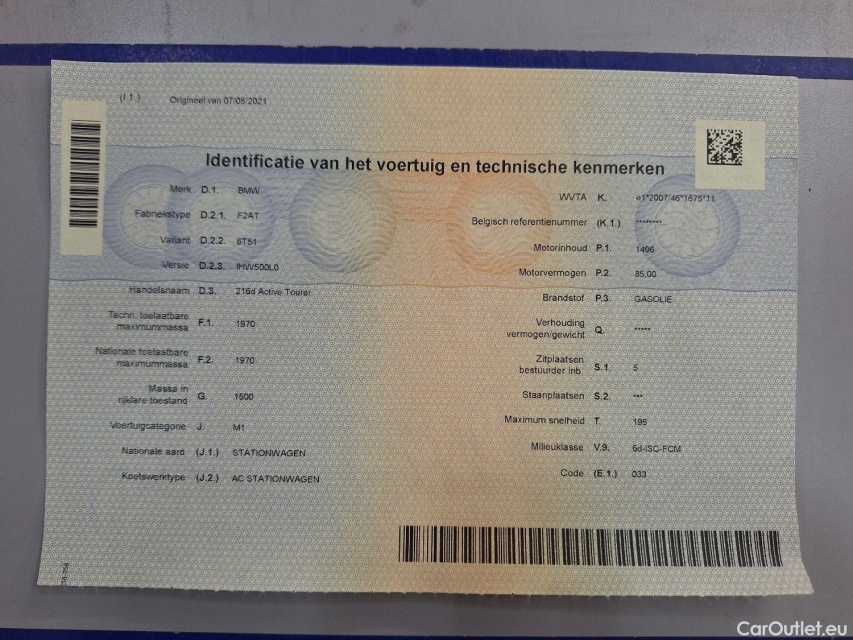 (I.1.) Origineel van 07/05/2021
Identificatie van het voertuig en technische kenmerken
Merk D.1. BMW
Fabriekstype D.2.1. F2AT
Variant D.2.2. 6T51
Versie D.2.3. IHW500L0
Handelsnaam D.3. 216d Active Tourer
Techn. toelaatbare
maximummassa F.1. 1970
Nationale toelaatbare
maximummassa F.2. 1970
Massa in
rijklare toestand G. 1500
Voertuigcategorie J. M1
Nationale aard (J.1.) STATIONWAGEN
Koetswerktype (J.2.) AC STATIONWAGEN
WVTA K. e1*2007/46*1675*11
Belgisch referentienummer (K.1.) ********
Motorinhoud P.1. 1496
Motorvermogen P.2. 85,00
Brandstof P.3. GASOLIE
Verhouding
vermogen/gewicht Q. *****
Zitplaatsen
bestuurder inb. S.1. 5
Staanplaatsen S.2. ***
Maximum snelheid T. 195
Milieuklasse V.9. 6d-ISC-FCM
Code (E.1.) 033
CarOutlet.eu